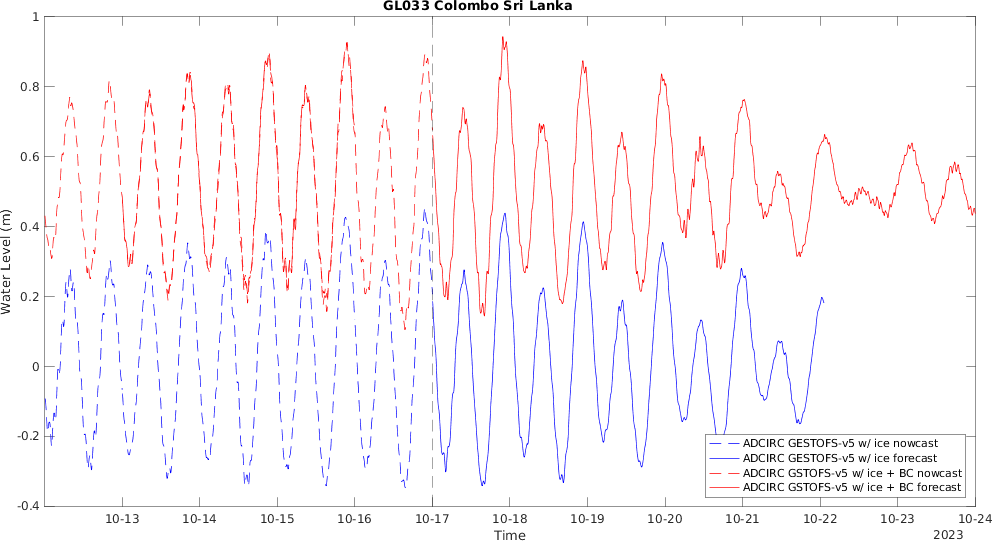 GL033 Colombo Sri Lanka
1
0.8
0.6
0.4
0.2
0
-0.2
-0.4
Water Level (m)
ADCIRC GESTOFS-v5 w/ ice nowcast
ADCIRC GESTOFS-v5 w/ ice forecast
ADCIRC GSTOFS-v5 w/ ice + BC nowcast
ADCIRC GSTOFS-v5 w/ ice + BC forecast
10-13 10-14 10-15 10-16 10-17 10-18 10-19 10-20 10-21 10-22 10-23 10-24
Time
2023